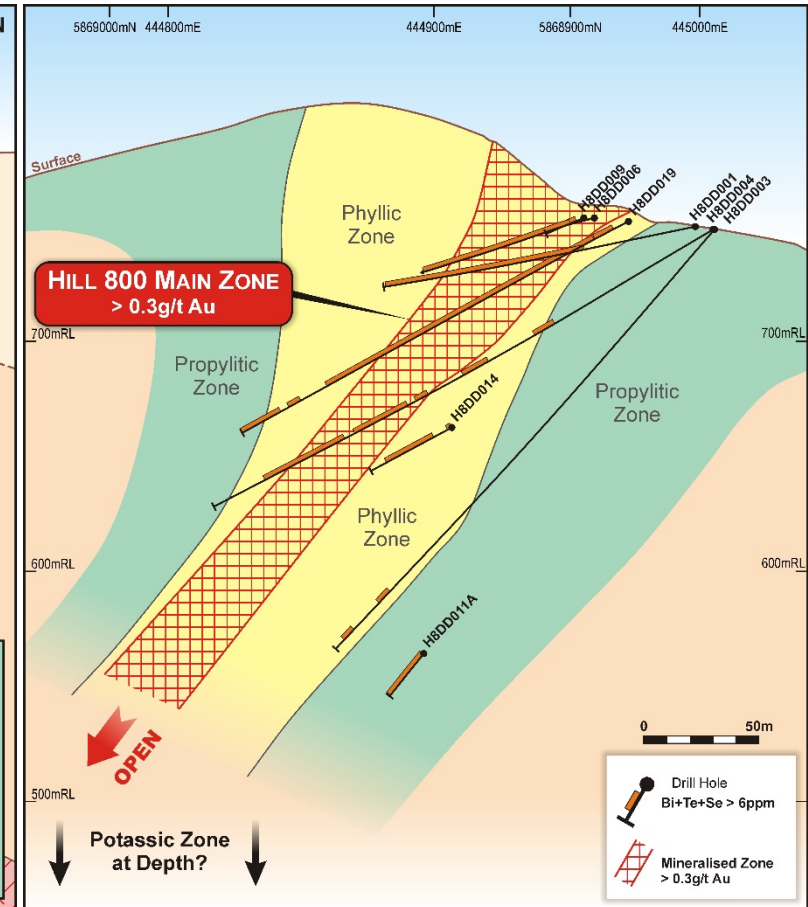 N
5869000mN
444800mE
444900mE
5868900mN
445000mE
Surface
H8DD009
H8DD006
H8DD019
H8DD001
H8DD004
H8DD003
Phyllic
Zone
HILL 800 MAIN ZONE
> 0.3g/t Au
700mRL
700mRL
Propylitic
Zone
Propylitic
Zone
H8DD014
Phyllic
Zone
600mRL
600mRL
H8DD011A
OPEN
0
50m
500mRL
Potassic Zone
at Depth?
Drill Hole
Bi+Te+Se > 6ppm
Mineralised Zone
> 0.3g/t Au